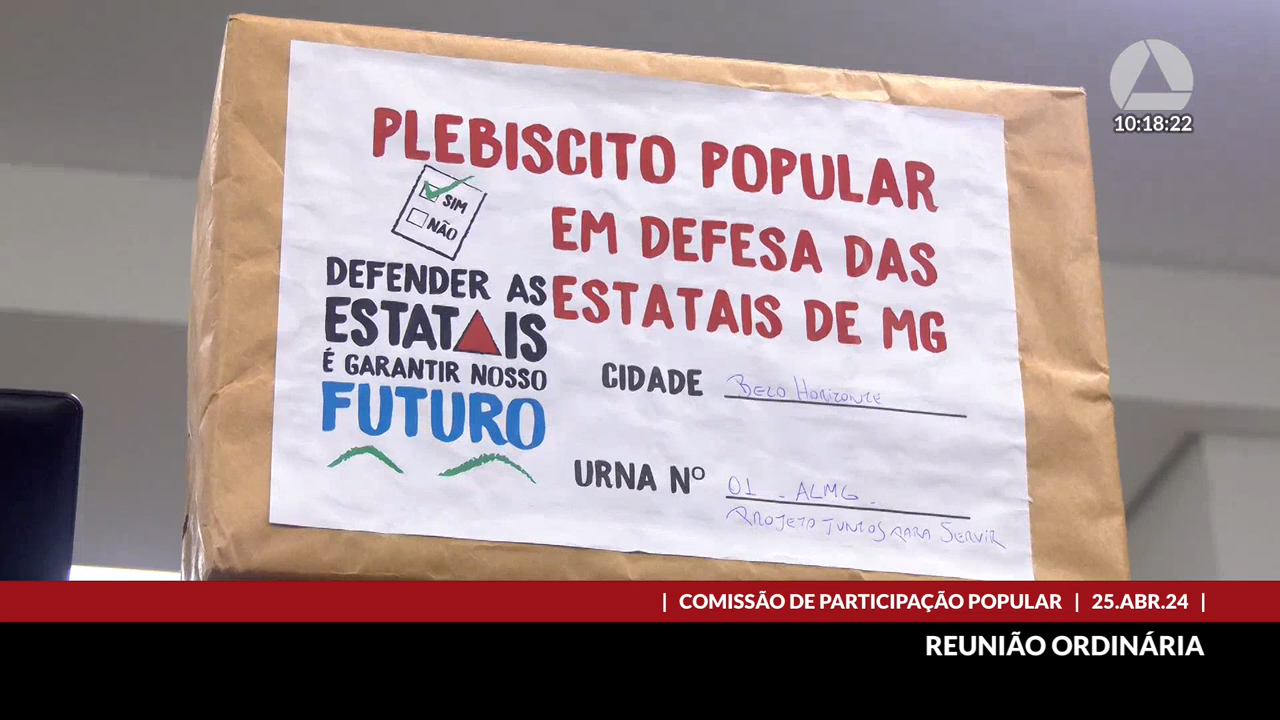 10:18:22
PLEBISCITO POPULAR
EM DEFESA DAS
ESTATAIS DE MG
SIM
NÃO
DEFENDER AS
ESTATAIS
É GARANTIR NOSSO
FUTURO
CIDADE Belo Horizonte
URNA Nº 01 - ALMG -
PROJETO JUNTOS PARA SERVIR
| COMISSÃO DE PARTICIPAÇÃO POPULAR | 25.ABR.24 |
REUNIÃO ORDINÁRIA